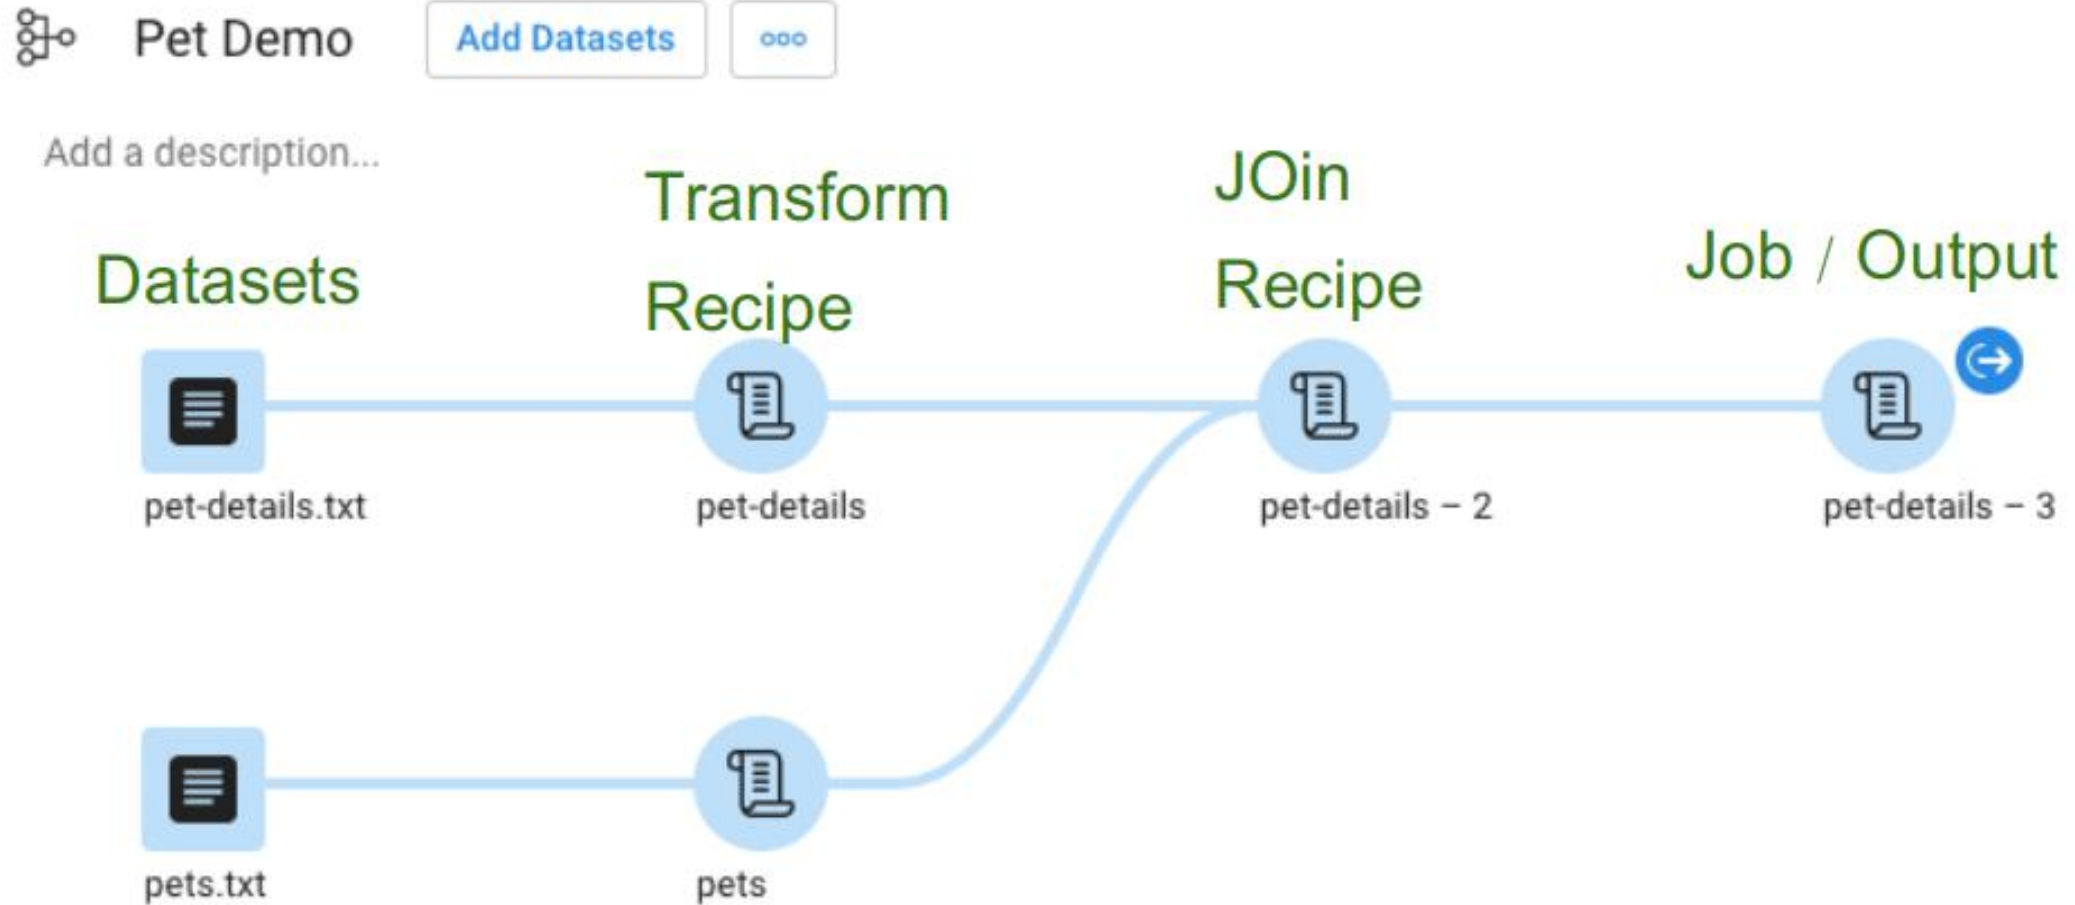 Pet Demo Add Datasets
Add a description...
Datasets
Transform
Recipe
JOin
Recipe
Job / Output
pet-details.txt
pet-details
pet-details – 2
pet-details – 3
pets.txt
pets